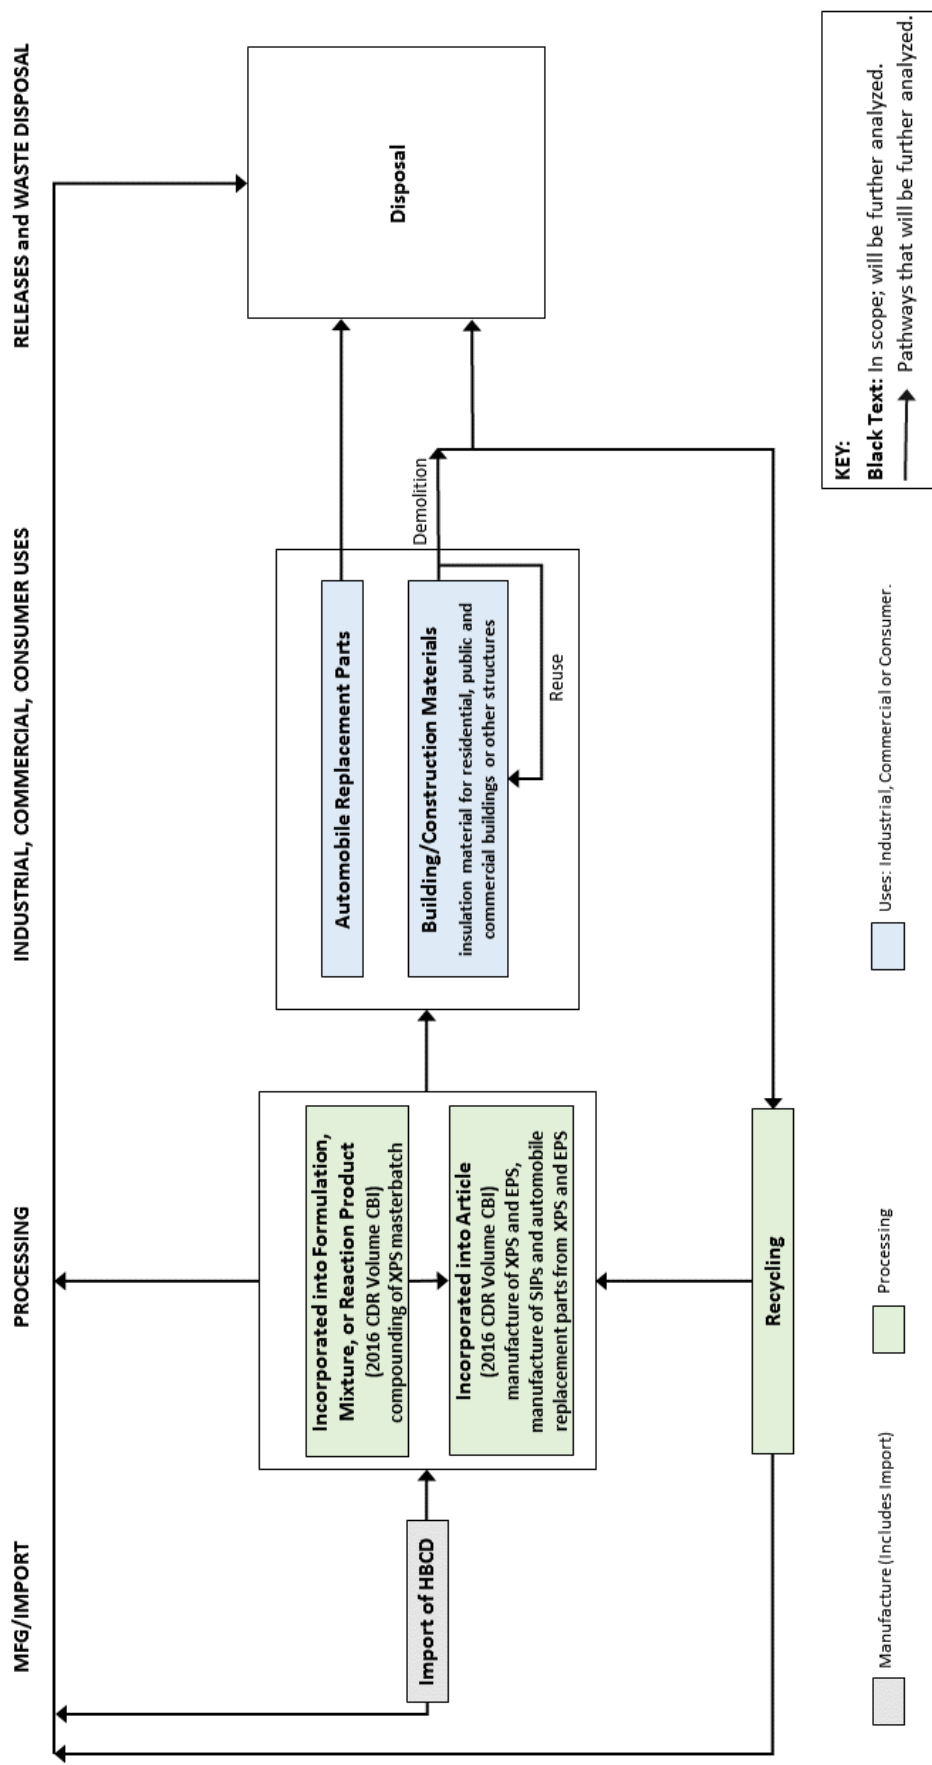 MFG/IMPORT
PROCESSING
INDUSTRIAL, COMMERCIAL, CONSUMER USES
RELEASES and WASTE DISPOSAL
Import of HBCD
Incorporated into Formulation,
Mixture, or Reaction Product
(2016 CDR Volume CBI)
compounding of XPS masterbatch
Incorporated into Article
(2016 CDR Volume CBI)
manufacture of XPS and EPS,
manufacture of SIPs and automobile
replacement parts from XPS and EPS
Recycling
Automobile Replacement Parts
Building/Construction Materials
insulation material for residential, public and
commercial buildings or other structures
Reuse
Demolition
Disposal
Manufacture (Includes Import)
Processing
Uses: Industrial, Commercial or Consumer.
KEY:
Black Text: In scope; will be further analyzed.
Pathways that will be further analyzed.